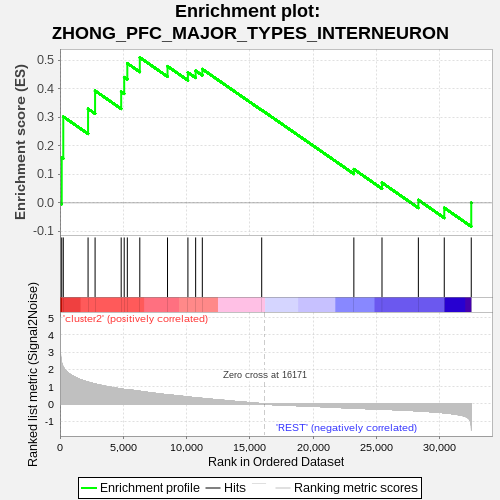 Enrichment plot:
ZHONG_PFC_MAJOR_TYPES_INTERNEURON
Enrichment score (ES)
0.5
0.4
0.3
0.2
0.1
0.0
-0.1
'cluster2' (positively correlated)
Ranked list metric (Signal2Noise)
5
4
3
2
1
0
-1
Zero cross at 16171
'REST' (negatively correlated)
0
5,000
10,000
15,000
20,000
25,000
30,000
Rank in Ordered Dataset
Enrichment profile
Hits
Ranking metric scores